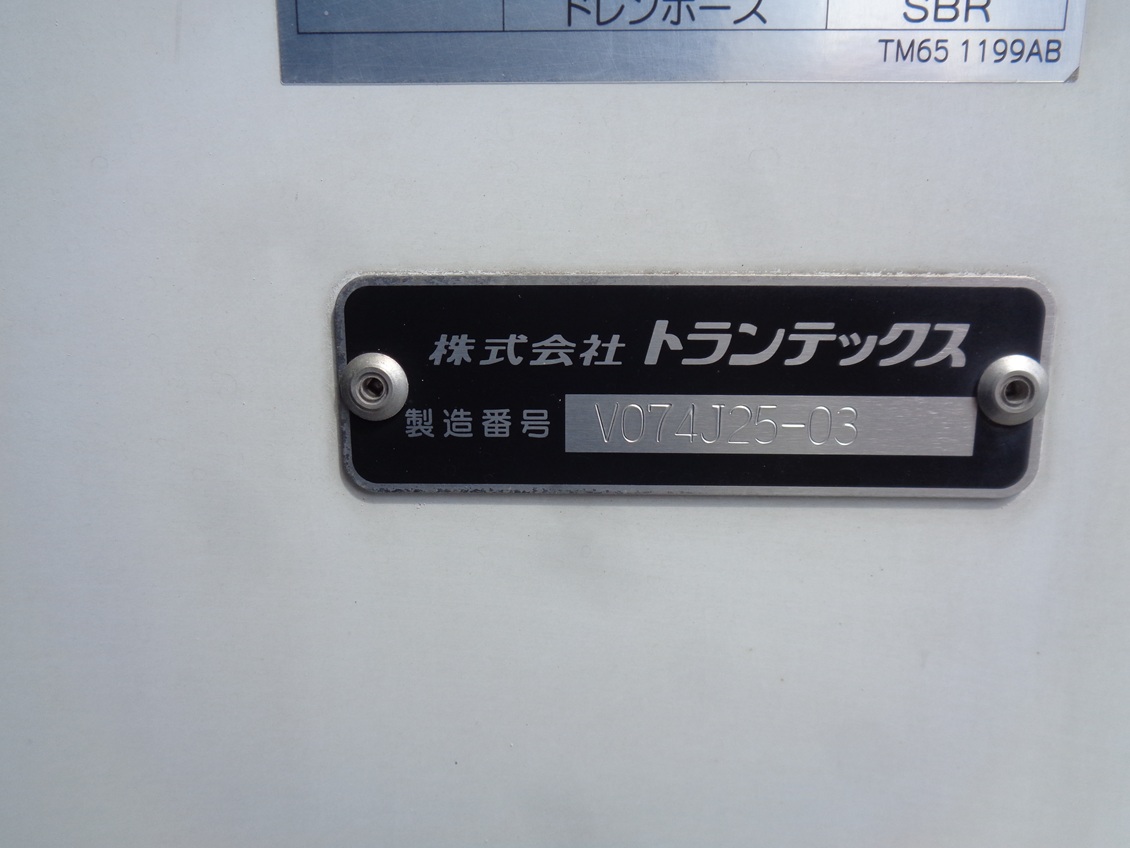 ドレンホース SBR
TM65 1199AB
株式会社 トランテックス
製造番号 V074J25-03